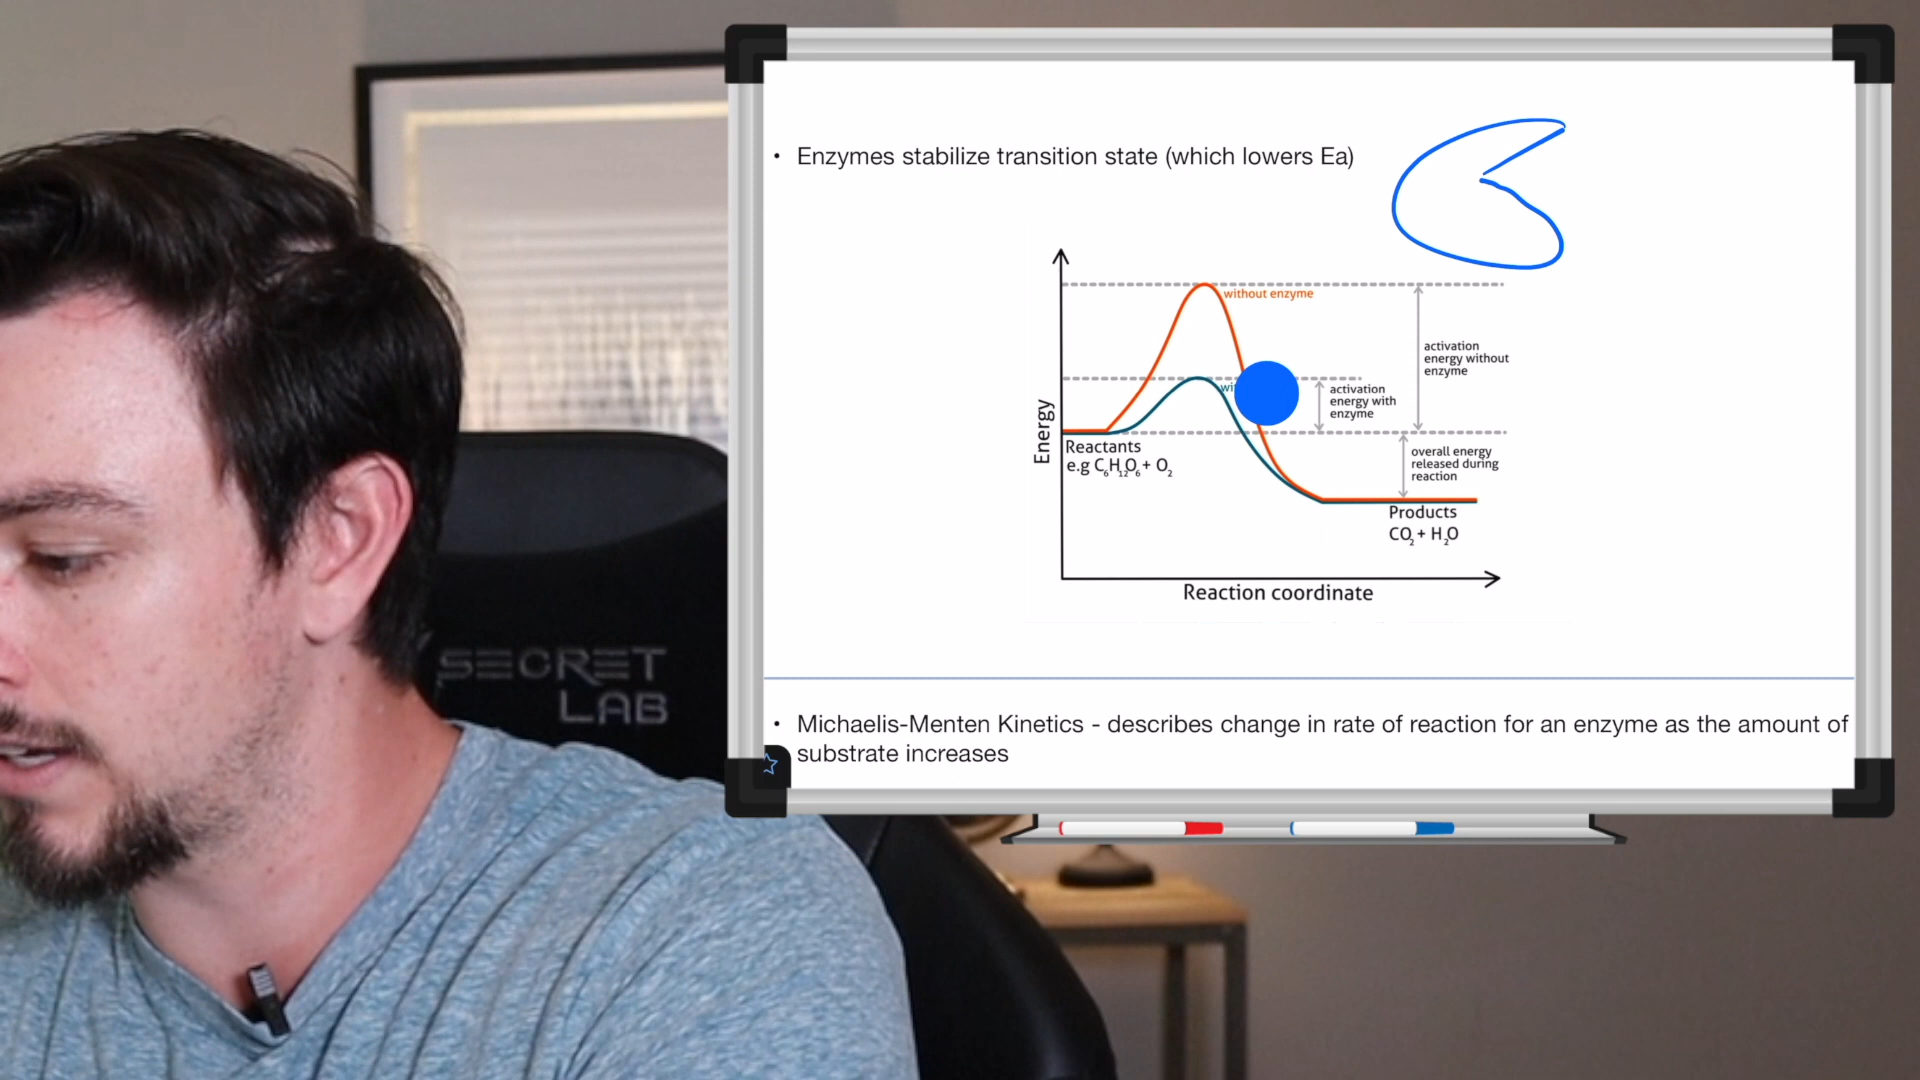 • Enzymes stabilize transition state (which lowers Ea)
without enzyme
activation
energy without
enzyme
activation
energy with
enzyme
Energy
Reactants
e.g C₆H₁₂O₆ + O₂
overall energy
released during
reaction
Products
CO₂ + H₂O
Reaction coordinate
SECRET
LAB
• Michaelis-Menten Kinetics - describes change in rate of reaction for an enzyme as the amount of
substrate increases